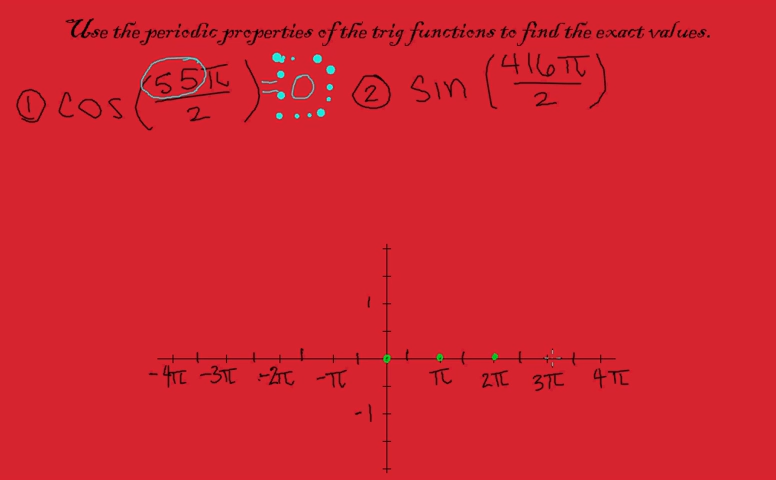 Use the periodic properties of the trig functions to find the exact values.
① cos(55π/2) = 0 ② sin(416π/2)
1
-4π -3π -2π -π π 2π 3π 4π
-1